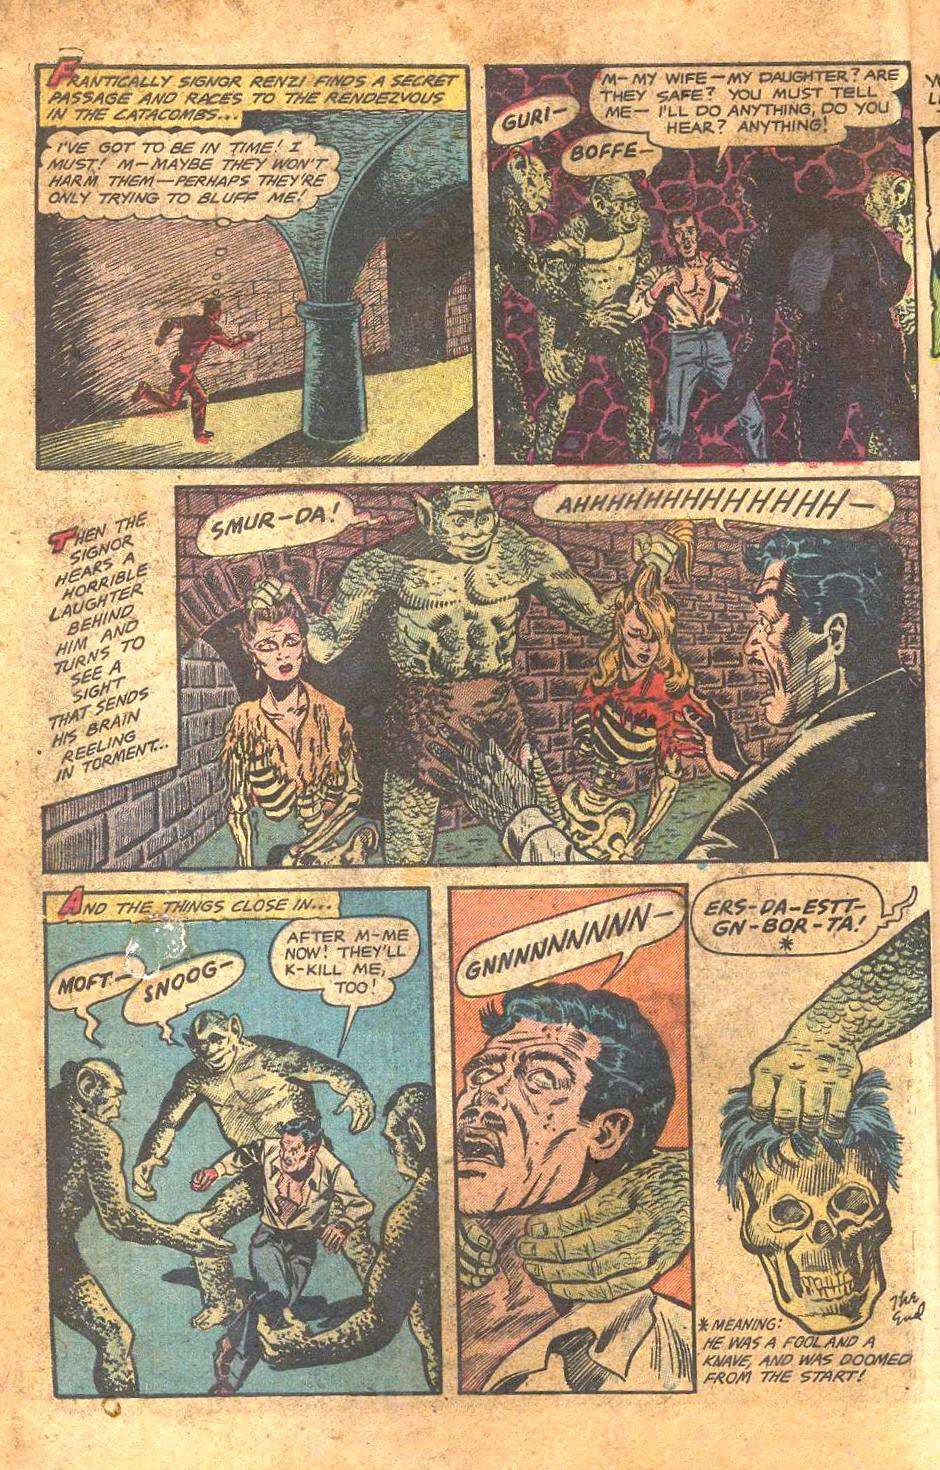 FRANTICALLY SIGNOR RENZI FINDS A SECRET
PASSAGE AND RACES TO THE RENDEZVOUS
IN THE CATACOMBS...
I'VE GOT TO BE IN TIME! I
MUST! M—MAYBE THEY WON'T
HARM THEM—PERHAPS THEY'RE
ONLY TRYING TO BLUFF ME!
GURI—
BOFFE—
M—MY WIFE—MY DAUGHTER? ARE
THEY SAFE? YOU MUST TELL
ME—I'LL DO ANYTHING, DO YOU
HEAR? ANYTHING!
THEN THE
SIGNOR
HEARS A
HORRIBLE
LAUGHTER
BEHIND
HIM AND
TURNS TO
SEE A
SIGHT
THAT SENDS
HIS BRAIN
REELING
IN TORMENT...
SMUR-DA!
AHHHHHHHHHHHHHH—
AND THE THINGS CLOSE IN...
MOFT—
SNOOG—
AFTER M-ME
NOW! THEY'LL
K-KILL ME,
TOO!
GNNNNNNNN—
ERS-DA-ESTT-
GN-BOR-TA!
*
The
End
*MEANING:
HE WAS A FOOL AND A
KNAVE, AND WAS DOOMED
FROM THE START!